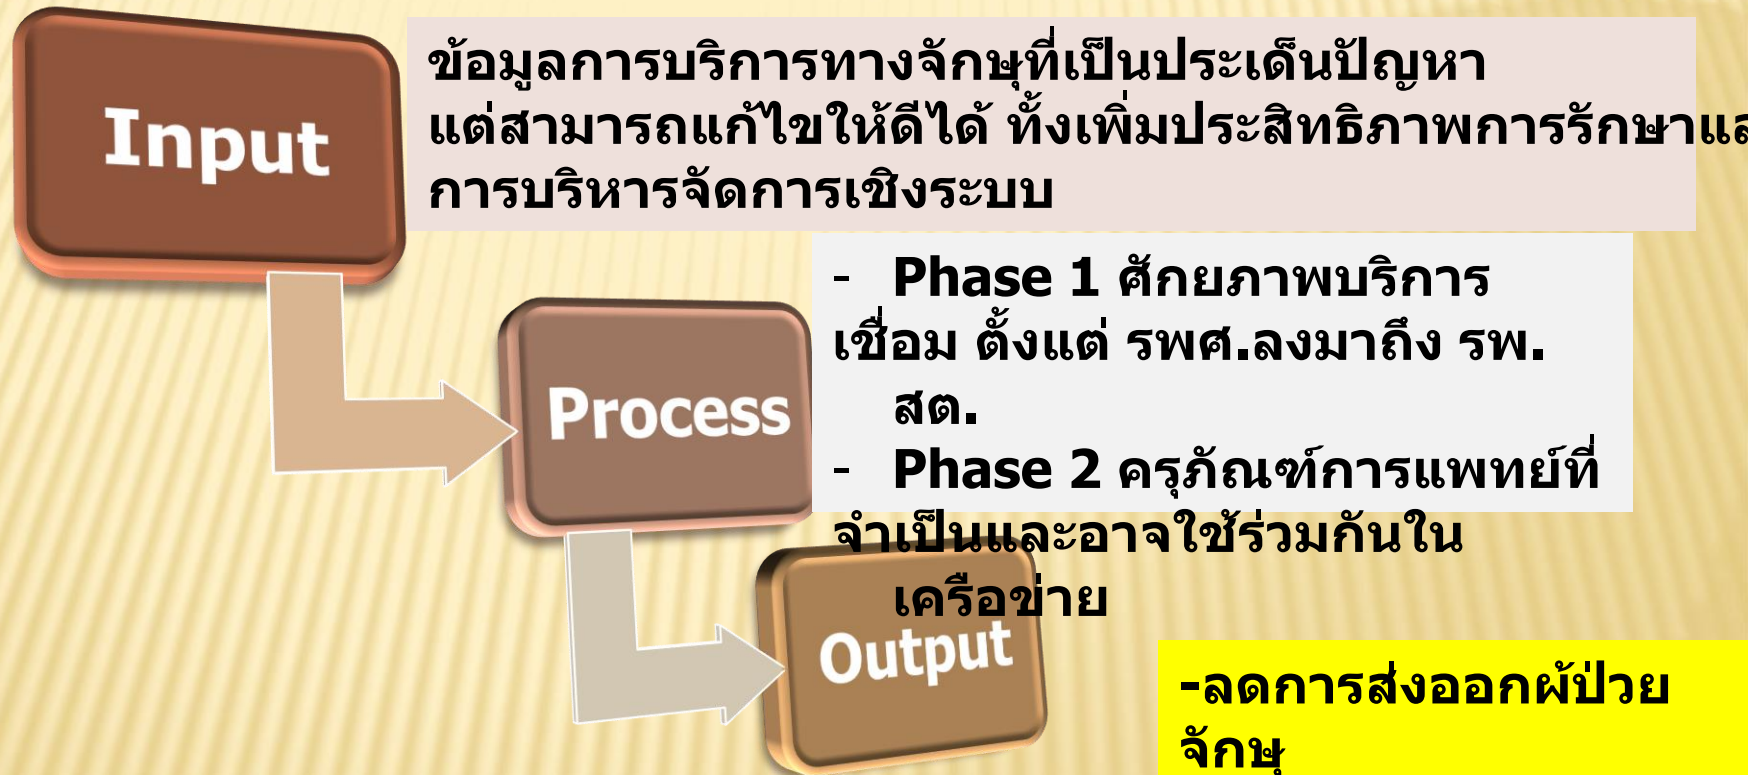 Input
ข้อมูลการบริการทางจักษุที่เป็นประเด็นปัญหา
แต่สามารถแก้ไขให้ดีได้ ทั้งเพิ่มประสิทธิภาพการรักษาแล
การบริหารจัดการเชิงระบบ
Process
- Phase 1 ศักยภาพบริการ
เชื่อม ตั้งแต่ รพศ.ลงมาถึง รพ.
สต.
- Phase 2 ครุภัณฑ์การแพทย์ที่
จำเป็นและอาจใช้ร่วมกันใน
เครือข่าย
Output
-ลดการส่งออกผู้ป่วย
จักษุ